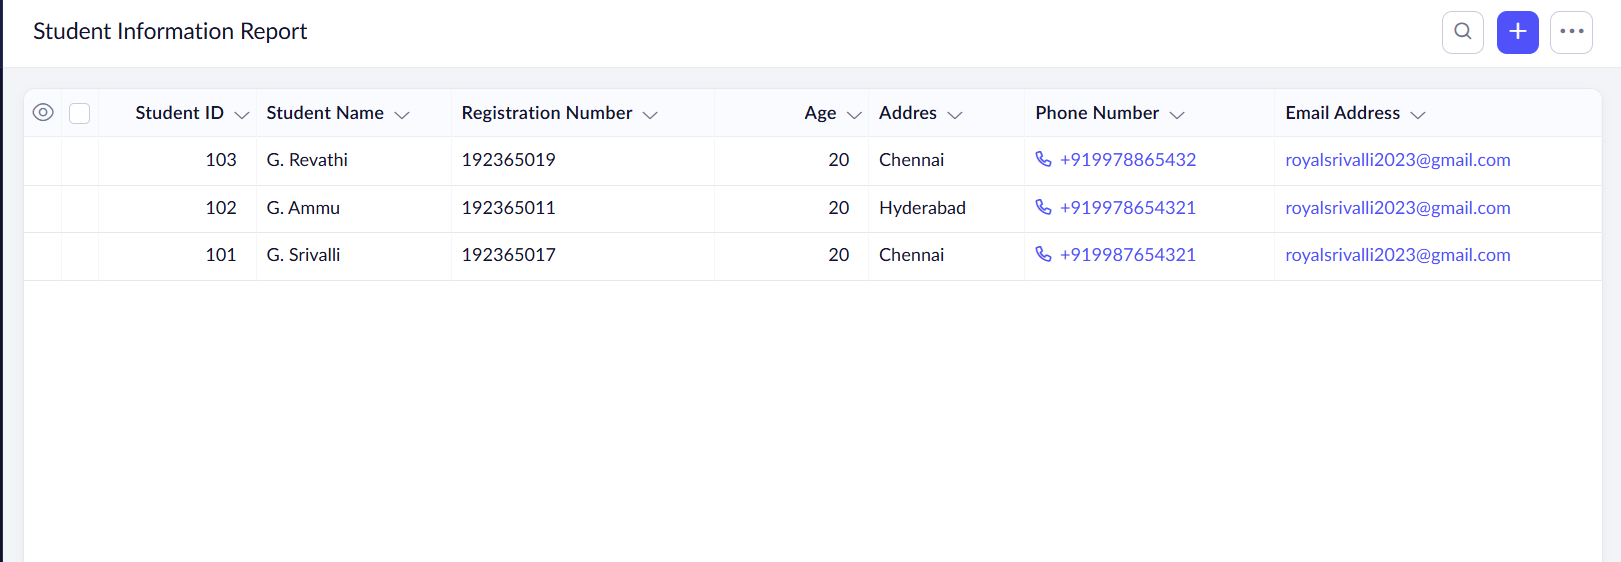 Student Information Report
Student ID Student Name Registration Number Age Addres Phone Number Email Address
103 G. Revathi 192365019 20 Chennai +919978865432 royalsrivalli2023@gmail.com
102 G. Ammu 192365011 20 Hyderabad +919978654321 royalsrivalli2023@gmail.com
101 G. Srivalli 192365017 20 Chennai +919987654321 royalsrivalli2023@gmail.com